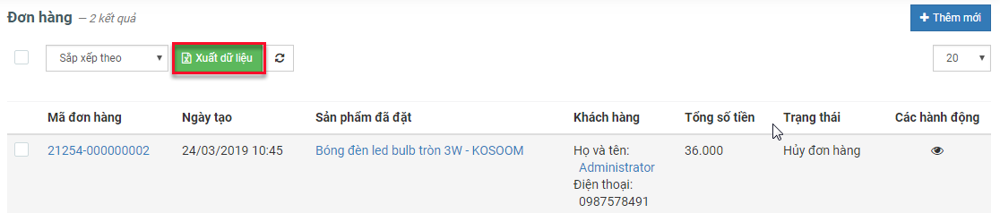 Đơn hàng — 2 kết quả
Thêm mới
Sắp xếp theo
Xuất dữ liệu
20
Mã đơn hàng Ngày tạo Sản phẩm đã đặt Khách hàng Tổng số tiền Trạng thái Các hành động
21254-000000002 24/03/2019 10:45 Bóng đèn led bulb tròn 3W - KOSOOM Họ và tên: 36.000 Hủy đơn hàng
Administrator
Điện thoại:
0987578491